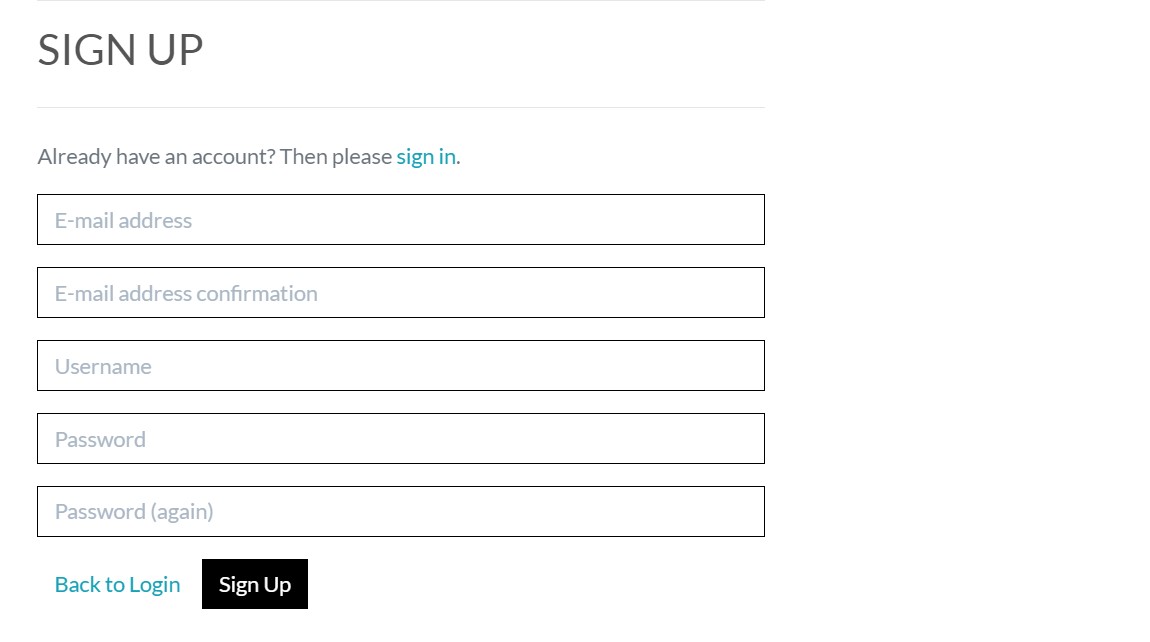 SIGN UP
Already have an account? Then please sign in.
E-mail address
E-mail address confirmation
Username
Password
Password (again)
Back to Login Sign Up